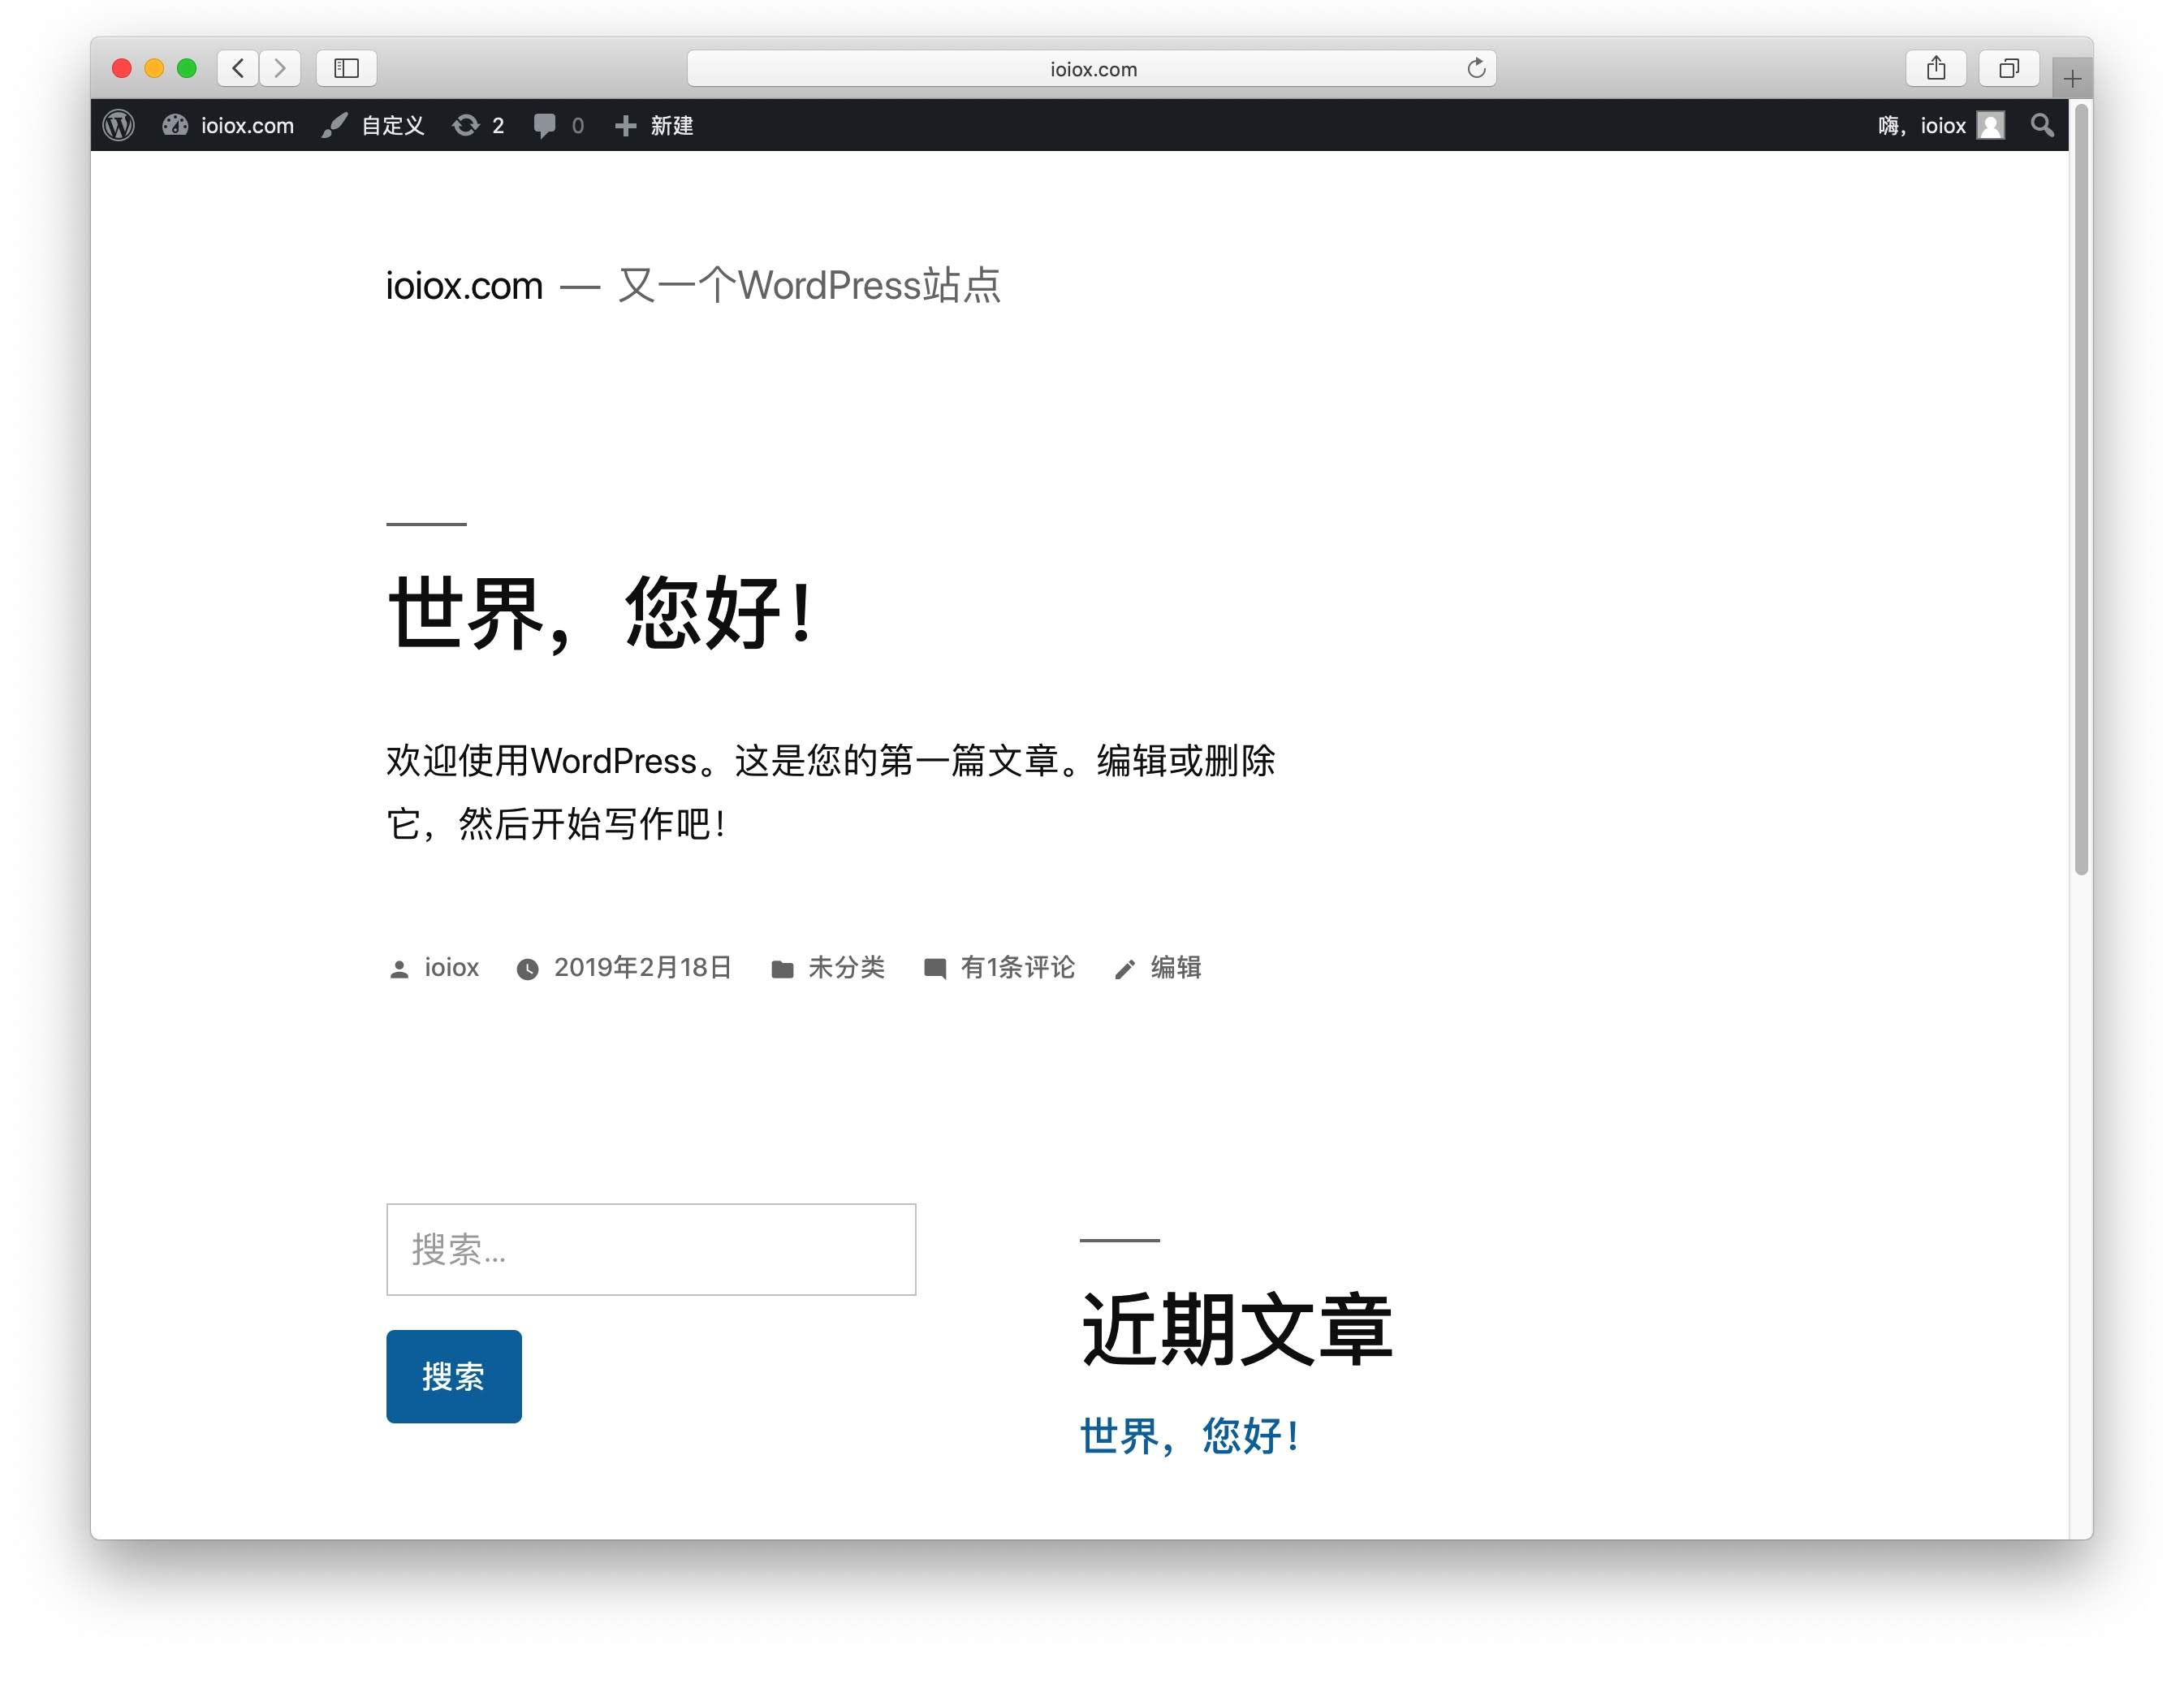 ioiox.com
ioiox.com 自定义 2 0 新建 嗨，ioiox
ioiox.com — 又一个WordPress站点
世界，您好！
欢迎使用WordPress。这是您的第一篇文章。编辑或删除
它，然后开始写作吧！
ioiox 2019年2月18日 未分类 有1条评论 编辑
搜索...
搜索
近期文章
世界，您好！